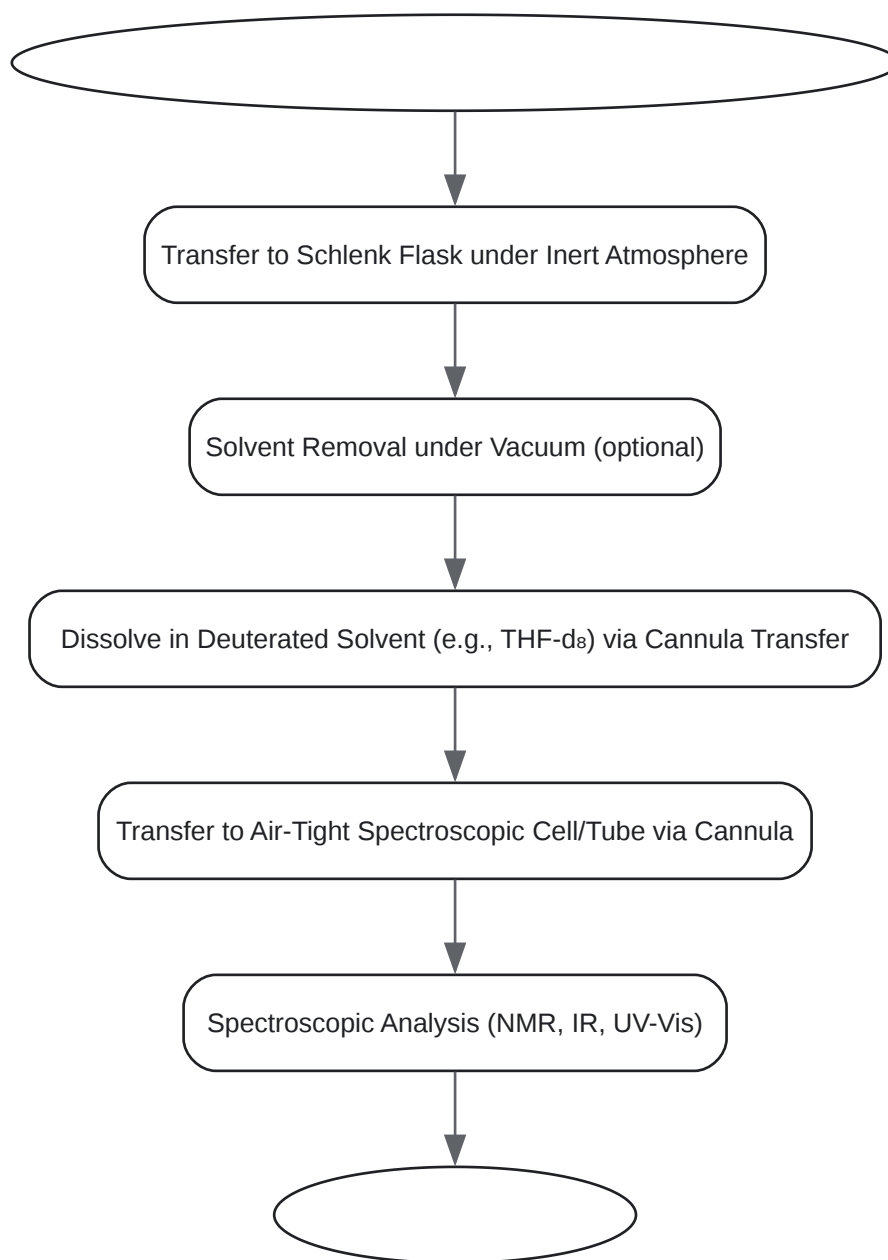 Transfer to Schlenk Flask under Inert Atmosphere
Solvent Removal under Vacuum (optional)
Dissolve in Deuterated Solvent (e.g., THF-d₈) via Cannula Transfer
Transfer to Air-Tight Spectroscopic Cell/Tube via Cannula
Spectroscopic Analysis (NMR, IR, UV-Vis)